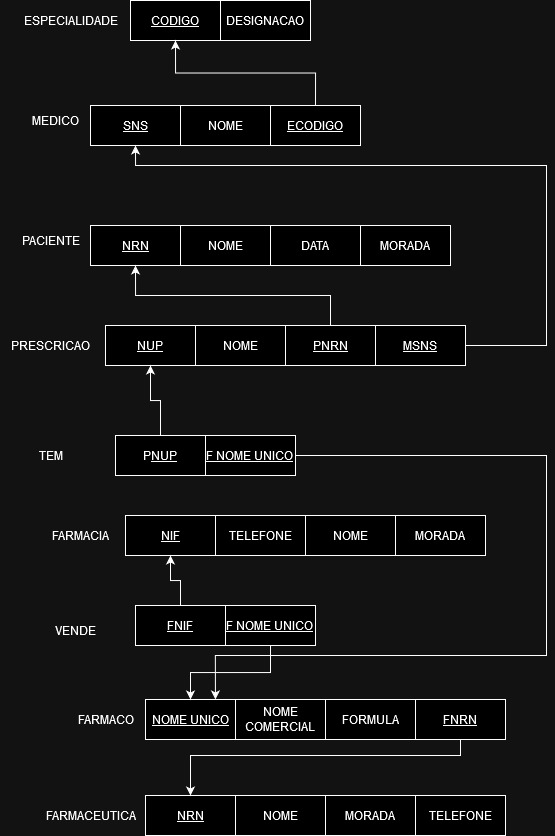 ESPECIALIDADE CODIGO DESIGNACAO
MEDICO SNS NOME ECODIGO
PACIENTE NRN NOME DATA MORADA
PRESCRICAO NUP NOME PNRN MSNS
TEM PNUP F NOME UNICO
FARMACIA NIF TELEFONE NOME MORADA
VENDE FNIF F NOME UNICO
FARMACO NOME UNICO NOME COMERCIAL FORMULA FNRN
FARMACEUTICA NRN NOME MORADA TELEFONE